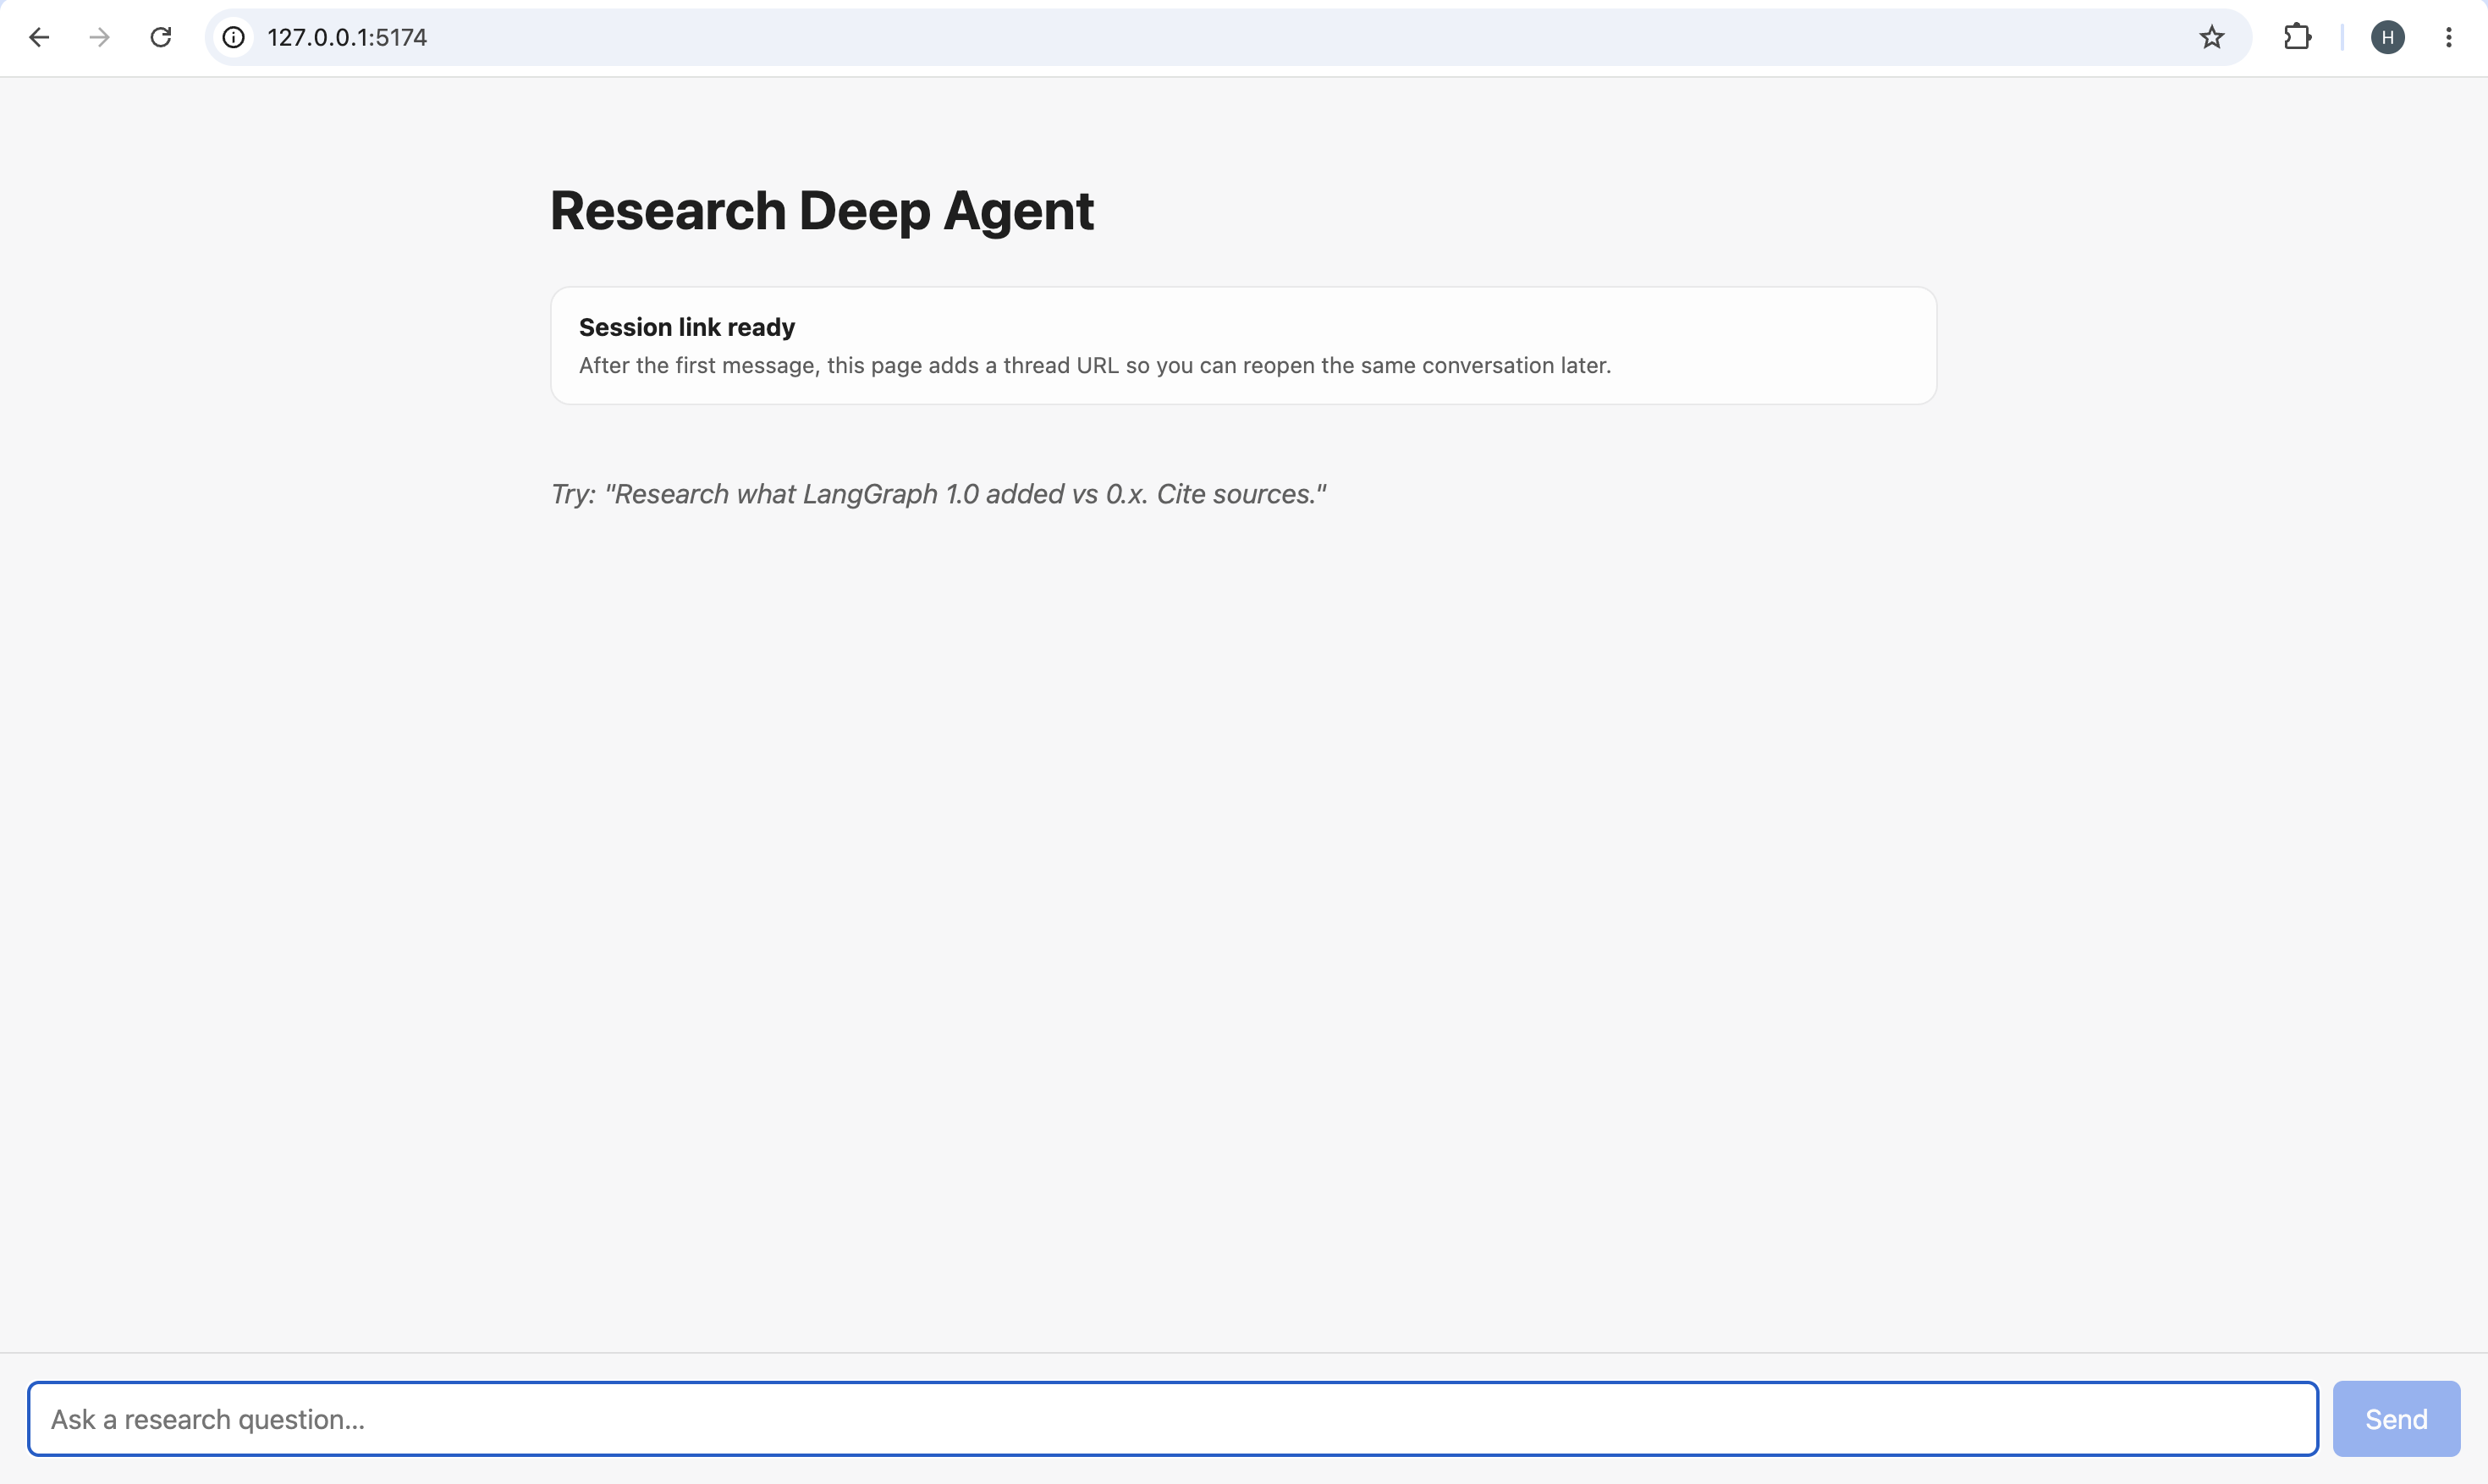 127.0.0.1:5174
H
Research Deep Agent
Session link ready
After the first message, this page adds a thread URL so you can reopen the same conversation later.
Try: "Research what LangGraph 1.0 added vs 0.x. Cite sources."
Ask a research question...
Send